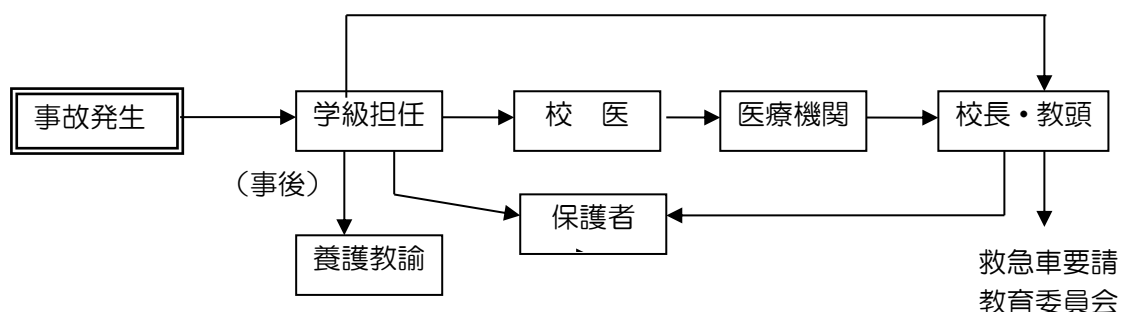 事故発生
学級担任
校　医
医療機関
校長・教頭
（事後）
保護者
養護教諭
救急車要請
教育委員会